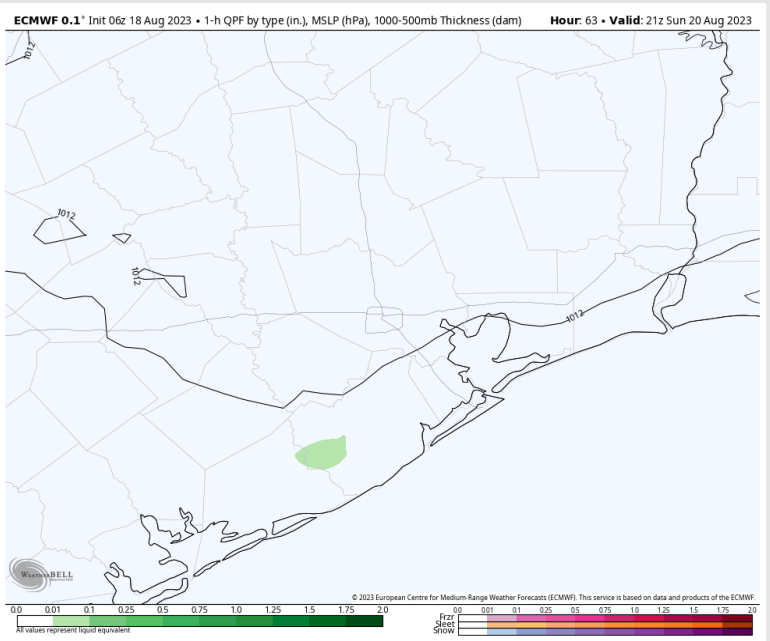 ECMWF 0.1° Init 06z 18 Aug 2023 • 1-h QPF by type (in.), MSLP (hPa), 1000-500mb Thickness (dam) Hour: 63 • Valid: 21z Sun 20 Aug 2023
1012
1012
1012
1012
WEATHERBELL
© 2023 European Centre for Medium-Range Weather Forecasts (ECMWF). This service is based on data and products of the ECMWF.
0.0 0.01 0.1 0.25 0.5 0.75 1.0 1.25 1.5 1.75 2.0
0.0 0.01 0.1 0.25 0.5 0.75 1.0 1.25 1.5 1.75 2.0
Frzr
Sleet
Snow
All values represent liquid equivalent